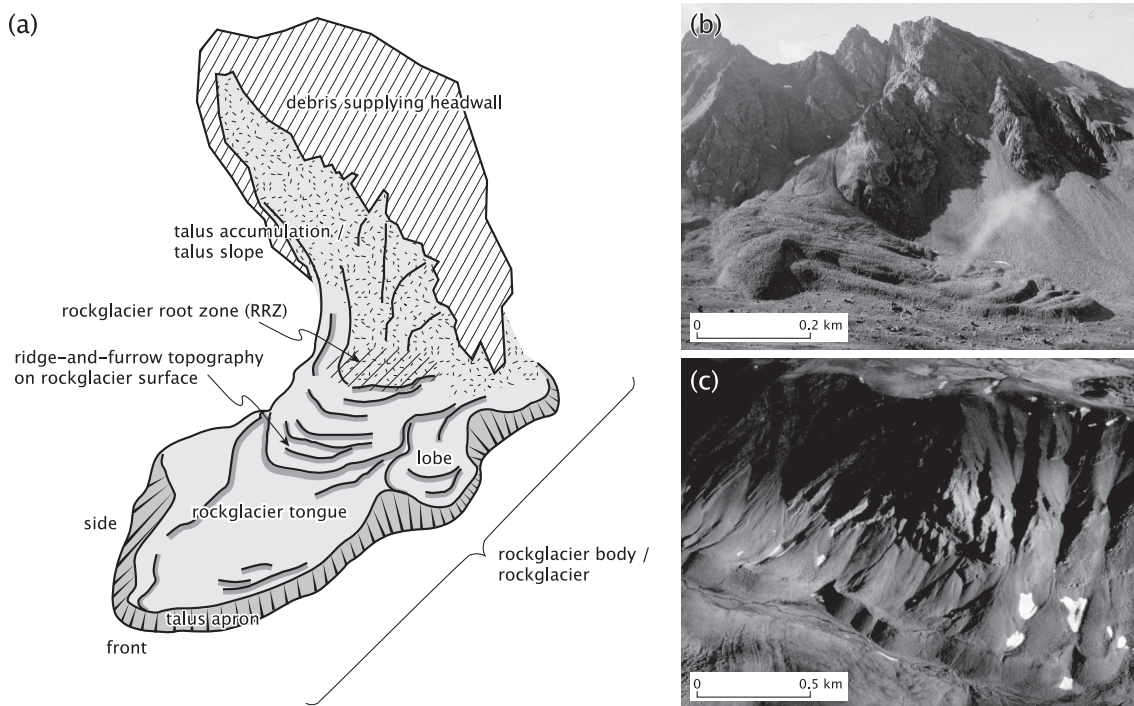 (a)
debris supplying headwall
talus accumulation /
talus slope
rockglacier root zone (RRZ)
ridge–and–furrow topography
on rockglacier surface
lobe
rockglacier tongue
side
rockglacier body /
rockglacier
talus apron
front
(b)
0 0.2 km
(c)
0 0.5 km